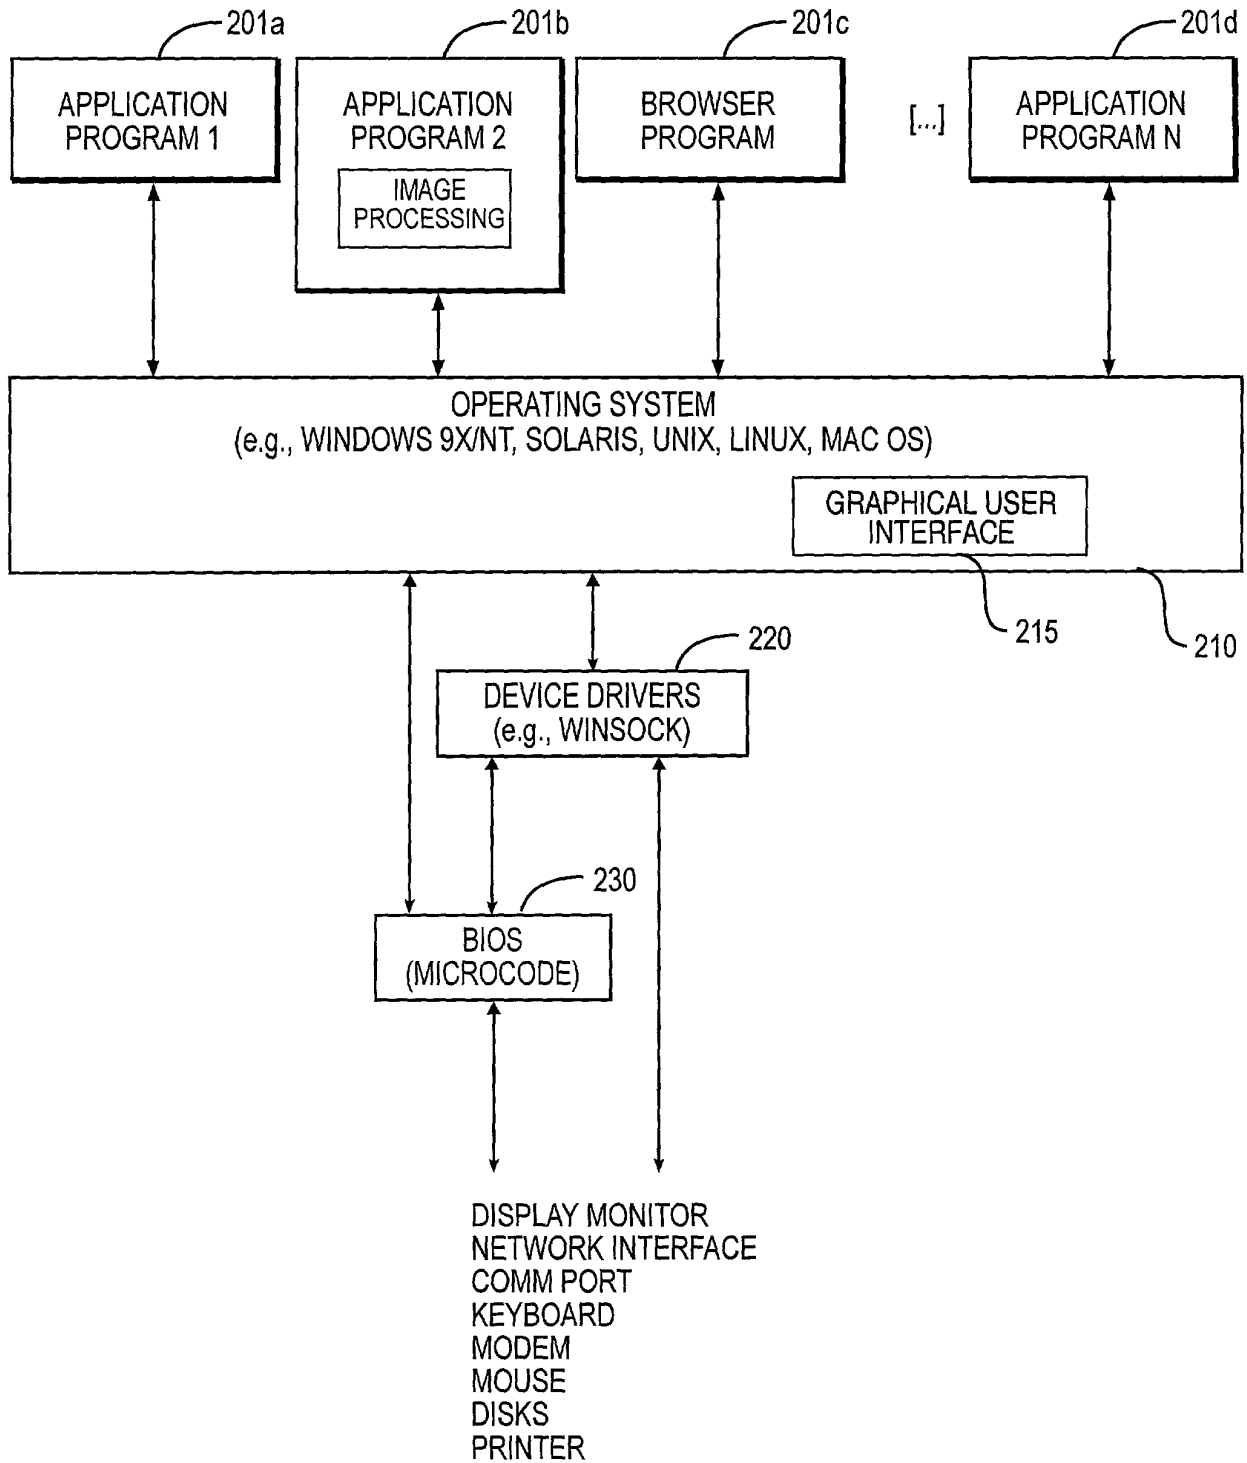 201a
201b
201c
201d
APPLICATION
PROGRAM 1
APPLICATION
PROGRAM 2
IMAGE
PROCESSING
BROWSER
PROGRAM
[...]
APPLICATION
PROGRAM N
OPERATING SYSTEM
(e.g., WINDOWS 9X/NT, SOLARIS, UNIX, LINUX, MAC OS)
GRAPHICAL USER
INTERFACE
215
210
220
DEVICE DRIVERS
(e.g., WINSOCK)
230
BIOS
(MICROCODE)
DISPLAY MONITOR
NETWORK INTERFACE
COMM PORT
KEYBOARD
MODEM
MOUSE
DISKS
PRINTER